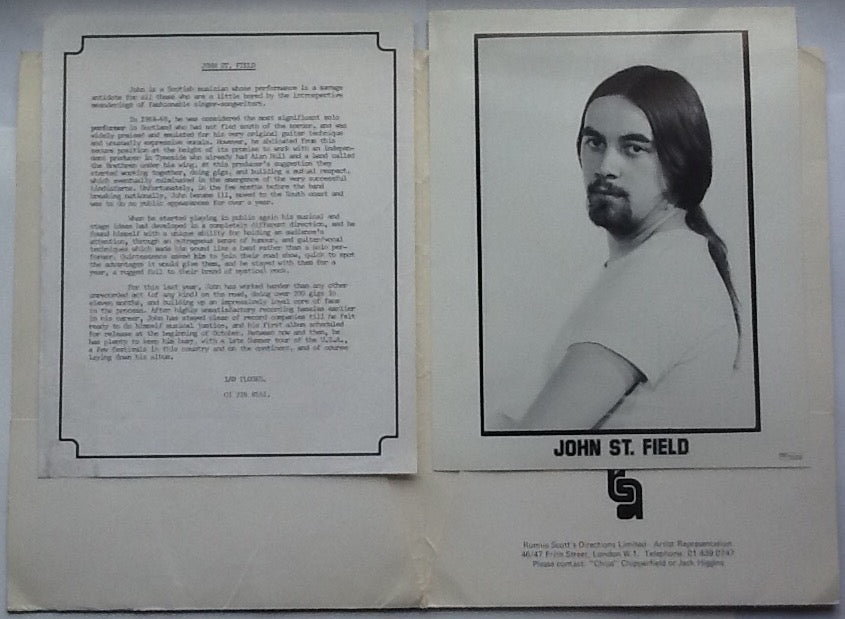 JOHN ST. FIELD
John is a Scottish musician whose performance is a savage
antidote for all those who are a little bored by the introspective
meanderings of fashionable singer-songwriters.
In 1968-69, he was considered the most significant solo
performer in Scotland who had not fled south of the border, and was
widely praised and emulated for his very original guitar technique
and unusually expressive vocals. However, he abdicated from this
secure position at the height of its promise to work with an indepen-
dent producer in Tyneside who already had Alan Hull and a band called
the Brethren under his wing. At this producer's suggestion they
started working together, doing gigs, and building a mutual respect,
which eventually culminated in the emergence of the very successful
Lindisfarne. Unfortunately, in the few months before the band
breaking nationally, John became ill, moved to the South coast and
was to do no public appearances for over a year.
When he started playing in public again his musical and
stage ideas had developed in a completely different direction, and he
found himself with a unique ability for holding an audience's
attention, through an outrageous sense of humour, and guitar/vocal
techniques which made him sound like a band rather than a solo per-
former. Quintessence asked him to join their road show, quick to spot
the advantages it would give them, and he stayed with them for a
year, a rugged foil to their brand of mystical rock.
For this last year, John has worked harder than any other
unrecorded act (of any kind) on the road, doing over 200 gigs in
eleven months, and building up an impressively loyal core of fans
in the process. After highly unsatisfactory recording hassles earlier
in his career, John has stayed clear of record companies till he felt
ready to do himself musical justice, and his first album scheduled
for release at the beginning of October. Between now and then, he
has plenty to keep him busy, with a late Summer tour of the U.S.A.,
a few festivals in this country and on the continent, and of course
laying down his album.
01
JOHN ST. FIELD
Ronnie Scott's Directions Limited Artist Representation
46/47 Frith Street, London W.1. Telephone: 01 439 0747
Please contact: "Chips" Chipperfield or Jack Higgins